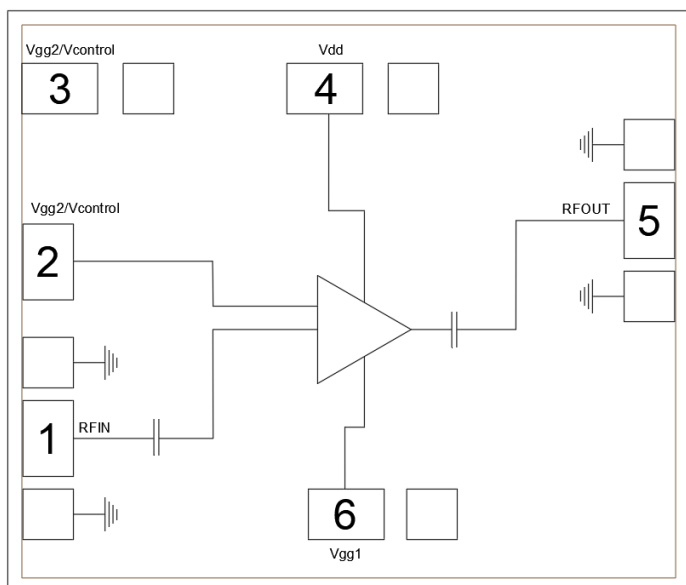 Vgg2/Vcontrol
Vdd
3
4
Vgg2/Vcontrol
RFOUT
5
2
1
RFIN
6
Vgg1